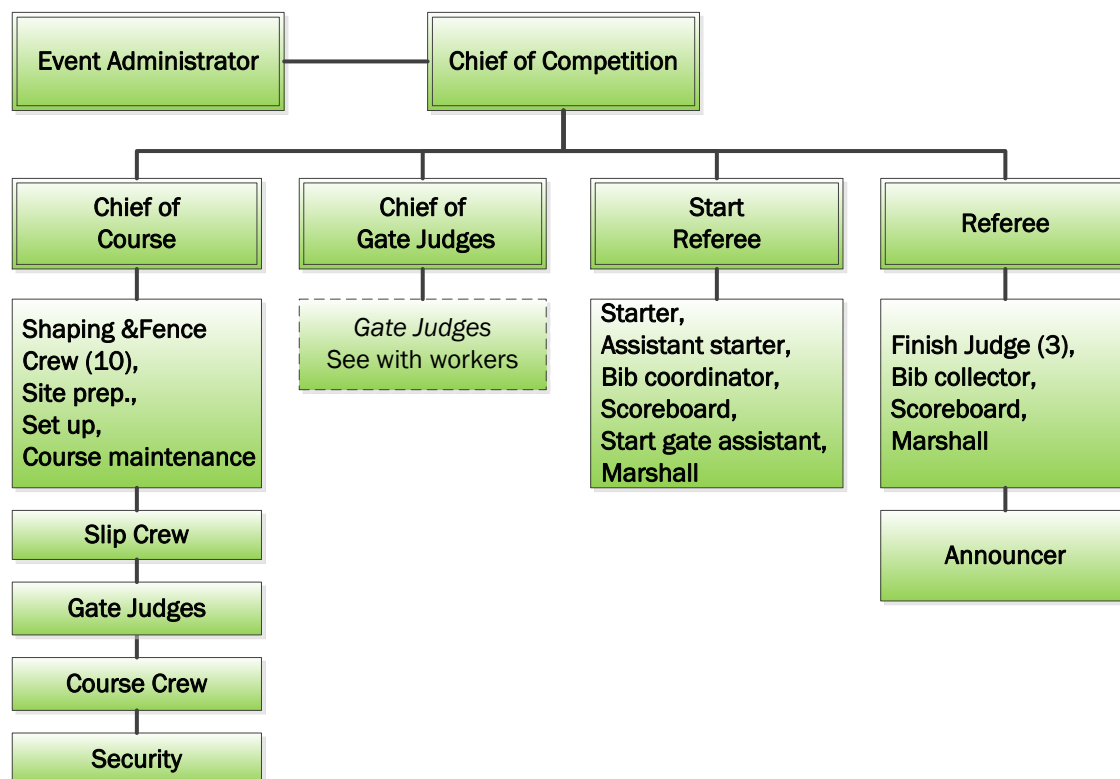 Event Administrator
Chief of Competition
Chief of
Course
Chief of
Gate Judges
Start
Referee
Referee
Shaping &Fence
Crew (10),
Site prep.,
Set up,
Course maintenance
Gate Judges
See with workers
Starter,
Assistant starter,
Bib coordinator,
Scoreboard,
Start gate assistant,
Marshall
Finish Judge (3),
Bib collector,
Scoreboard,
Marshall
Slip Crew
Announcer
Gate Judges
Course Crew
Security